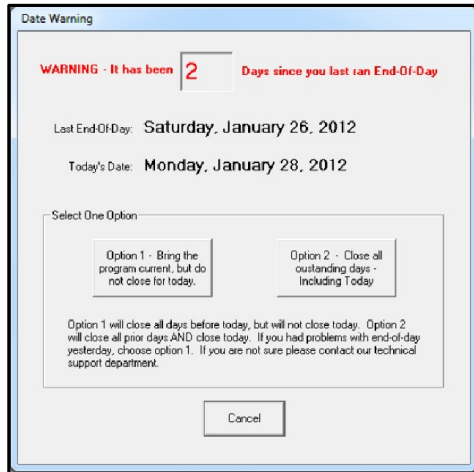 Date Warning
WARNING - It has been 2 Days since you last ran End-Of-Day
Last End-Of-Day: Saturday, January 26, 2012
Today's Date: Monday, January 28, 2012
Select One Option
Option 1 - Bring the
program current, but do
not close for today.
Option 2 - Close all
oustanding days -
Including Today
Option 1 will close all days before today, but will not close today. Option 2
will close all prior days AND close today. If you had problems with end-of-day
yesterday, choose option 1. If you are not sure please contact our technical
support department.
Cancel